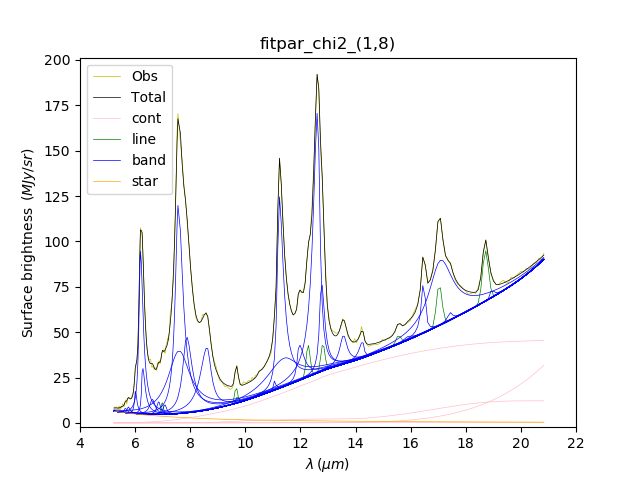 fitpar_chi2_(1,8)
Surface brightness (MJy/sr)
200
175
150
125
100
75
50
25
0
Obs
Total
cont
line
band
star
4 6 8 10 12 14 16 18 20 22
λ (μm)